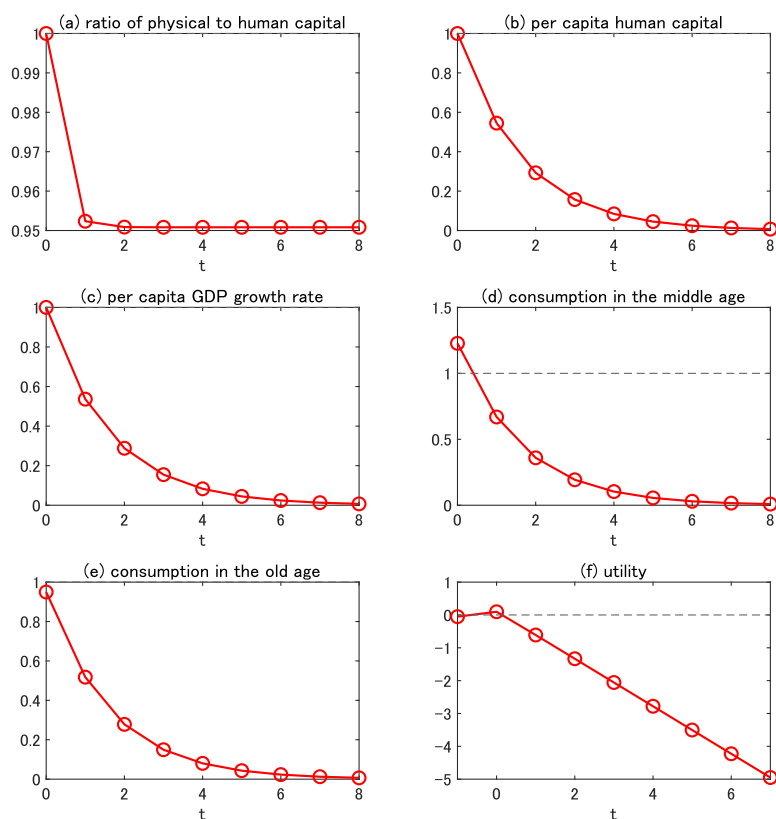 (a) ratio of physical to human capital
1
0.99
0.98
0.97
0.96
0.95
0 2 4 6 8
t
(b) per capita human capital
1
0.8
0.6
0.4
0.2
0
0 2 4 6 8
t
(c) per capita GDP growth rate
1
0.8
0.6
0.4
0.2
0
0 2 4 6 8
t
(d) consumption in the middle age
1.5
1
0.5
0
0 2 4 6 8
t
(e) consumption in the old age
1
0.8
0.6
0.4
0.2
0
0 2 4 6 8
t
(f) utility
1
0
-1
-2
-3
-4
-5
0 2 4 6
t